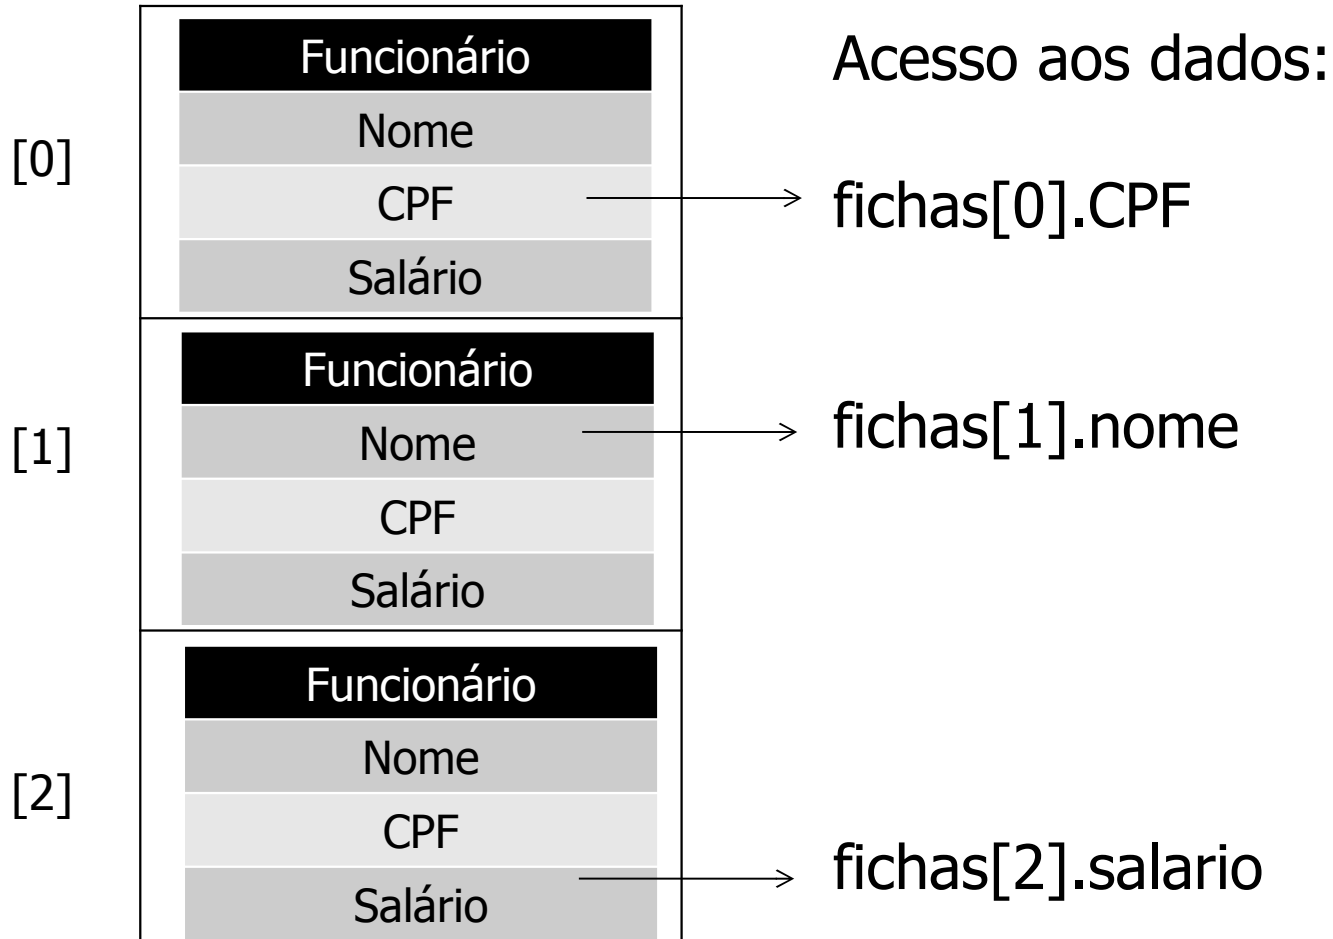 Funcionário
Nome
[0]
CPF
Salário
Acesso aos dados:
fichas[0].CPF
Funcionário
[1]
Nome
CPF
Salário
fichas[1].nome
Funcionário
Nome
[2]
CPF
Salário
fichas[2].salario